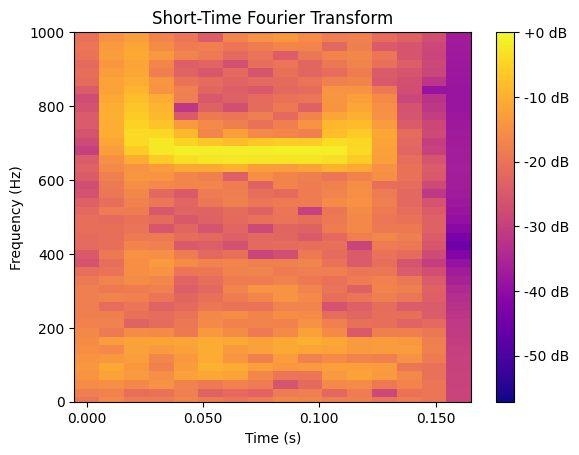 Short-Time Fourier Transform
1000
800
600
400
200
0
Frequency (Hz)
0.000
0.050
0.100
0.150
Time (s)
+0 dB
-10 dB
-20 dB
-30 dB
-40 dB
-50 dB